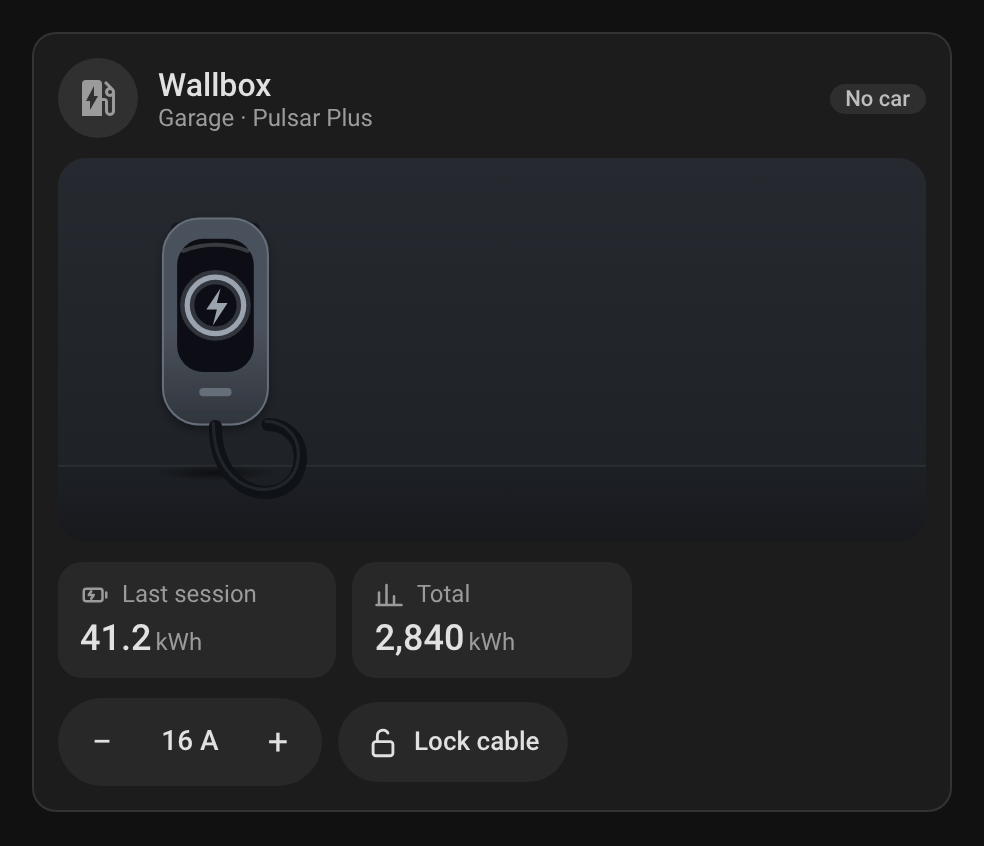 Wallbox
Garage · Pulsar Plus
No car
Last session
41.2 kWh
Total
2,840 kWh
− 16 A +
Lock cable